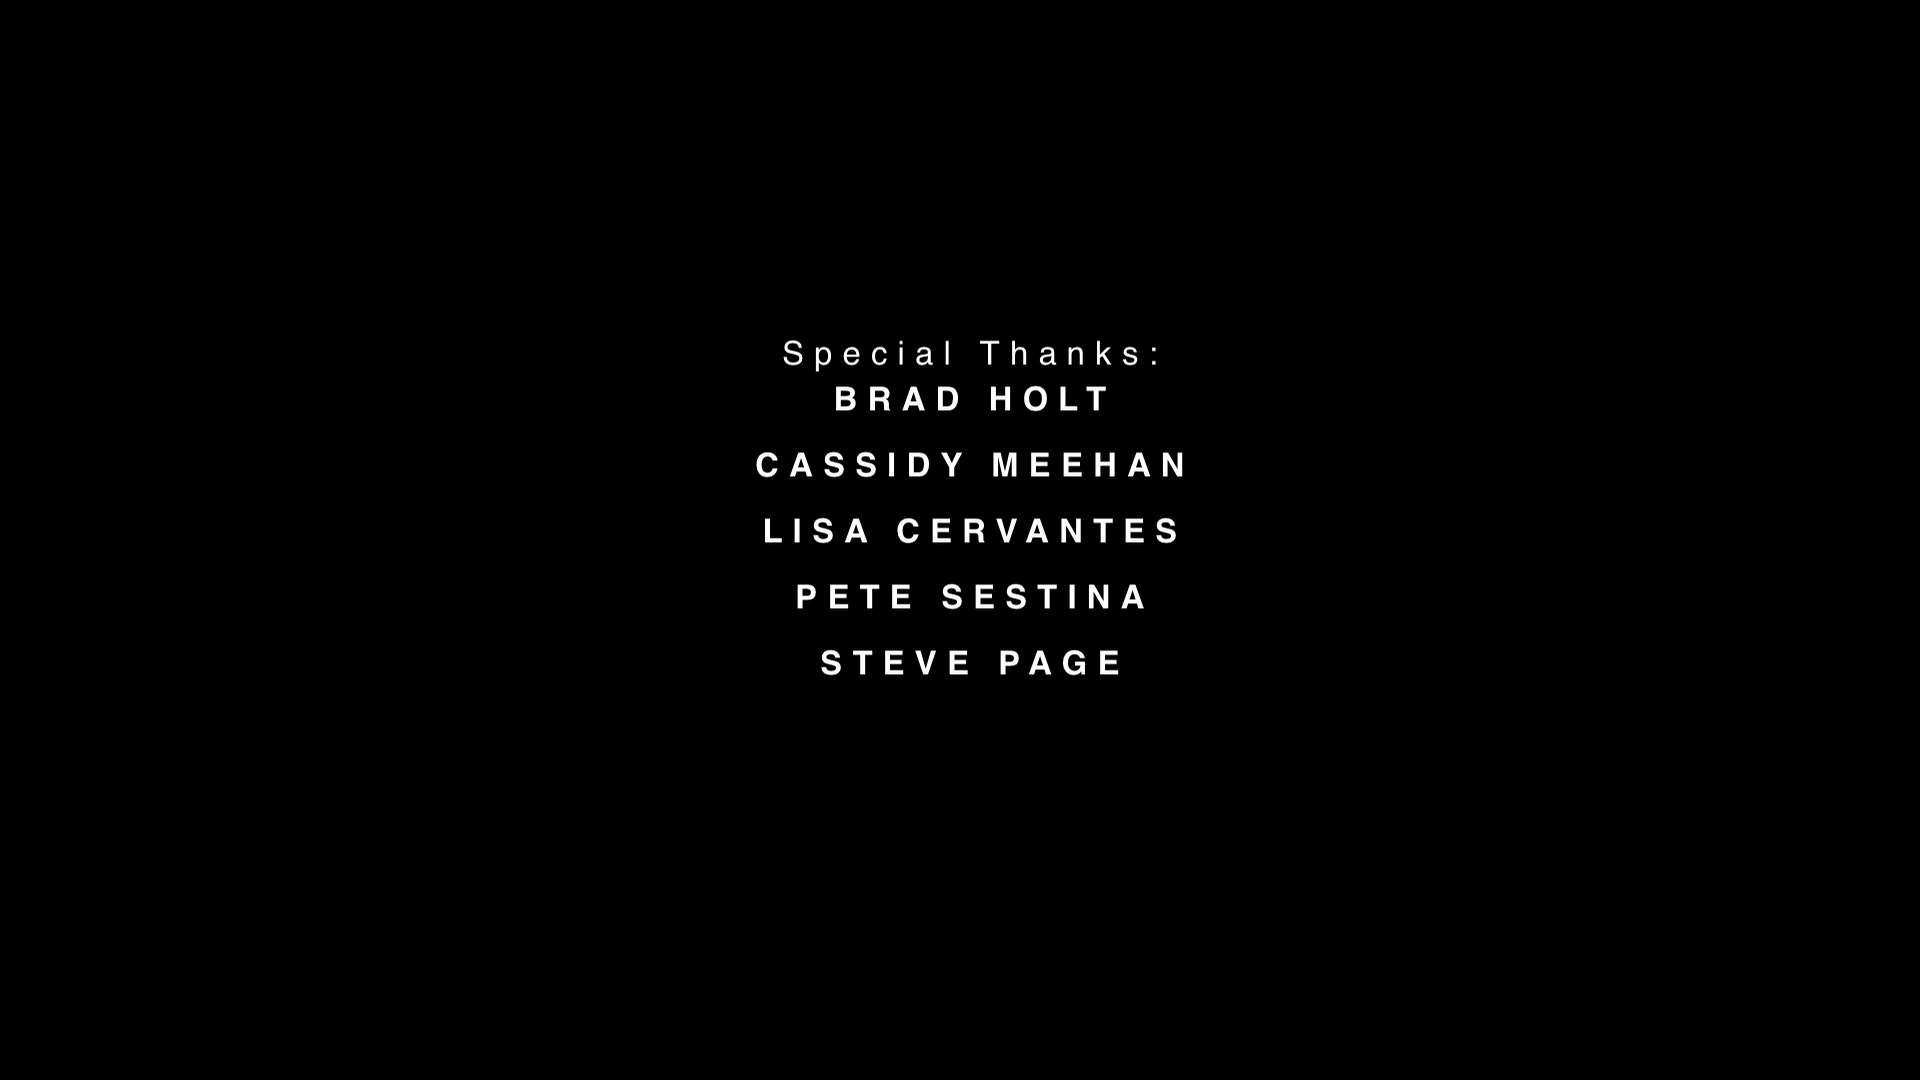 Special Thanks:
BRAD HOLT
CASSIDY MEEHAN
LISA CERVANTES
PETE SESTINA
STEVE PAGE